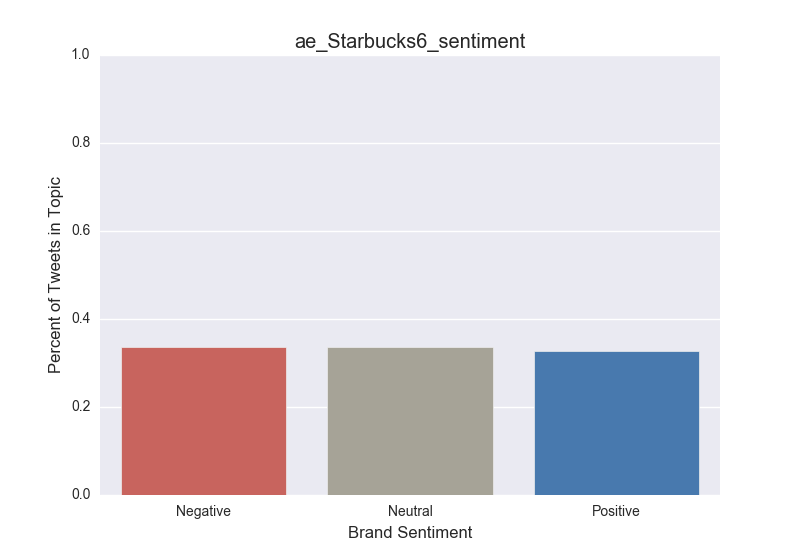 ae_Starbucks6_sentiment
1.0
0.8
0.6
0.4
0.2
0.0
Percent of Tweets in Topic
Negative Neutral Positive
Brand Sentiment